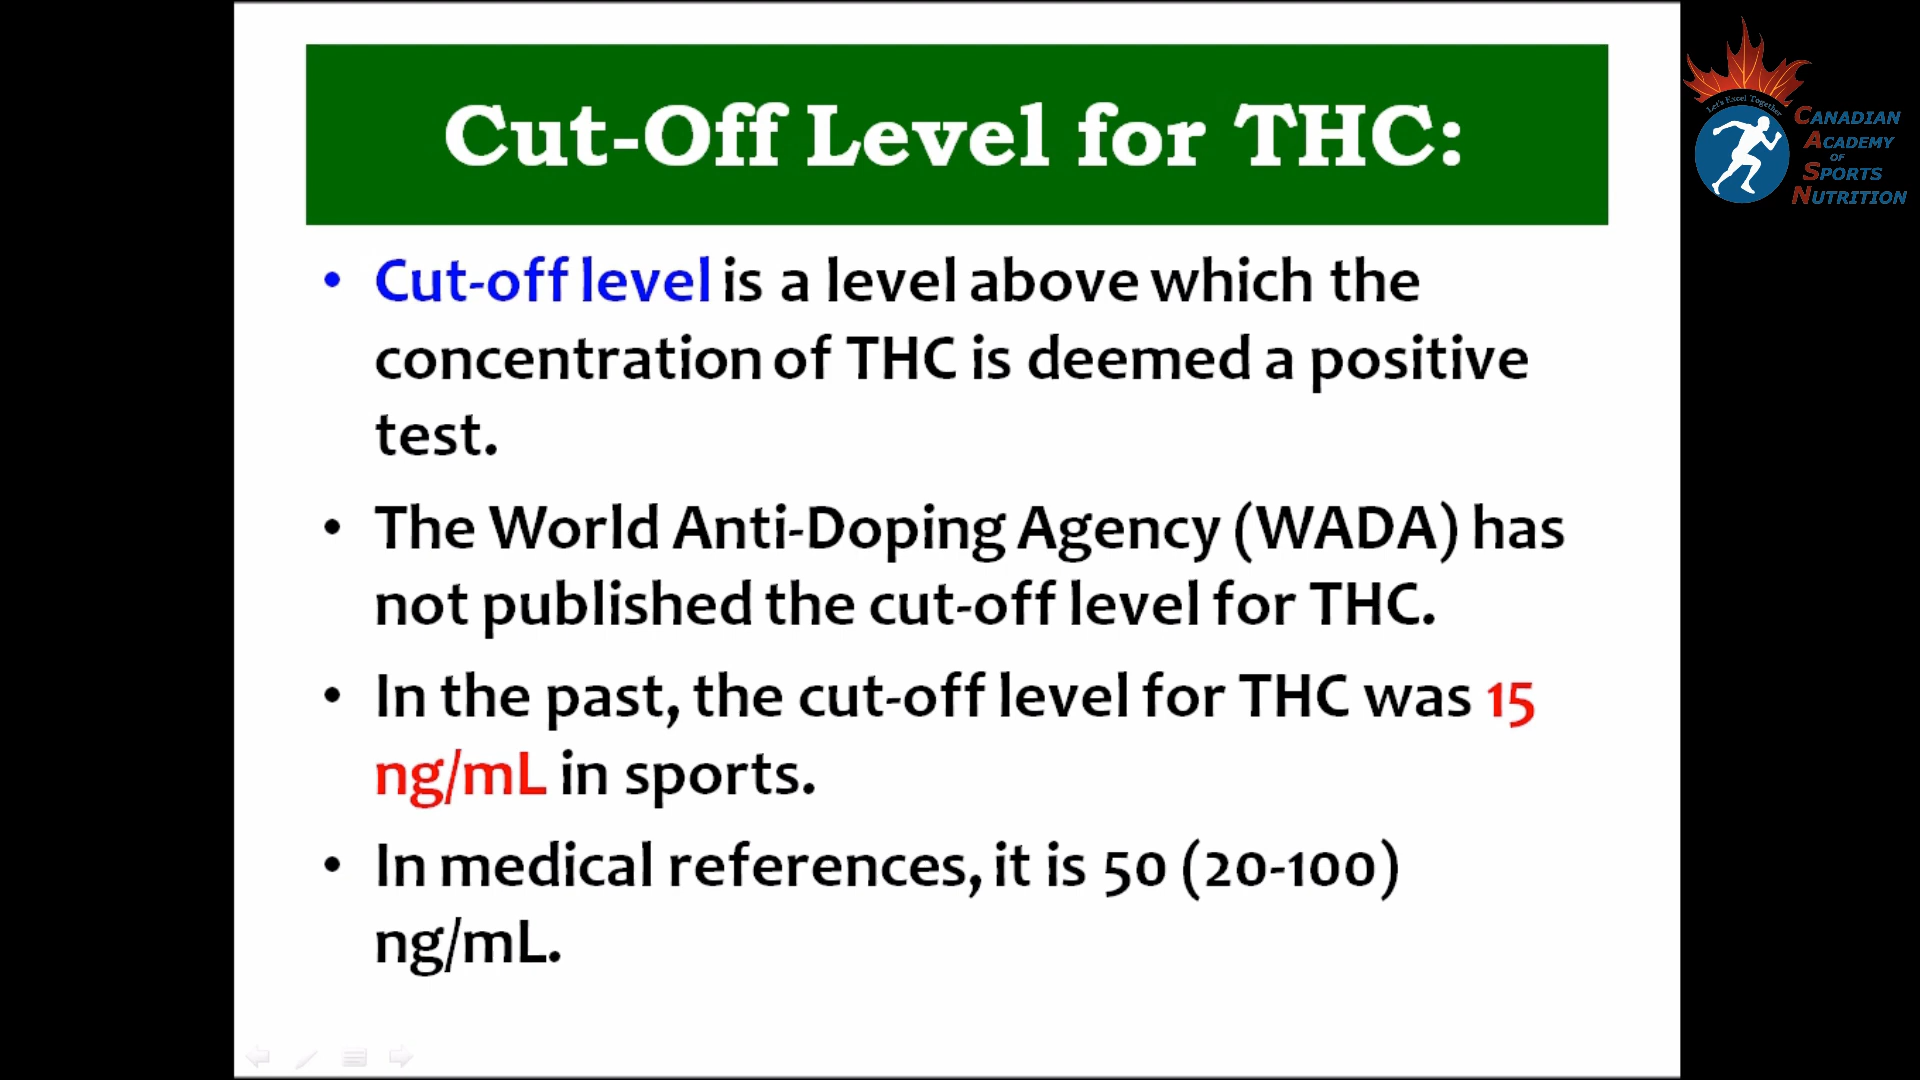 Cut-Off Level for THC:
• Cut-off level is a level above which the
concentration of THC is deemed a positive
test.
• The World Anti-Doping Agency (WADA) has
not published the cut-off level for THC.
• In the past, the cut-off level for THC was 15
ng/mL in sports.
• In medical references, it is 50 (20-100)
ng/mL.
Let's Excel Together
CANADIAN
ACADEMY
OF
SPORTS
NUTRITION